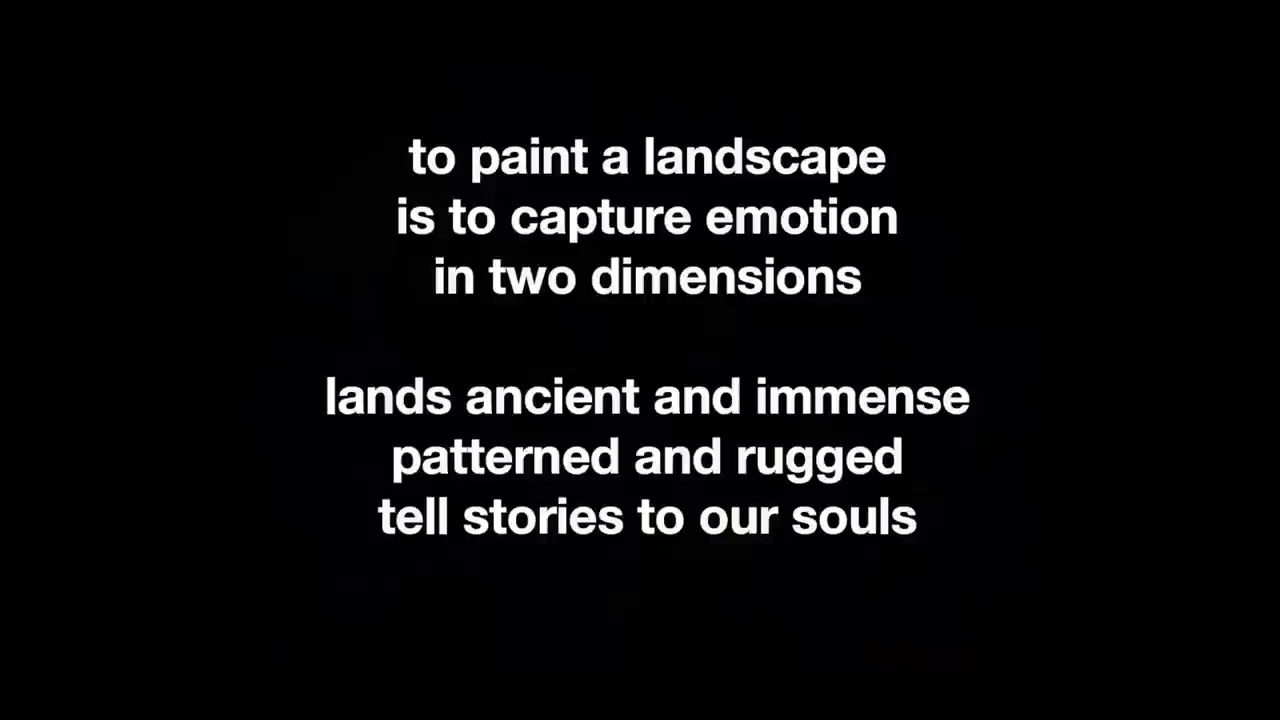 to paint a landscape
is to capture emotion
in two dimensions
lands ancient and immense
patterned and rugged
tell stories to our souls